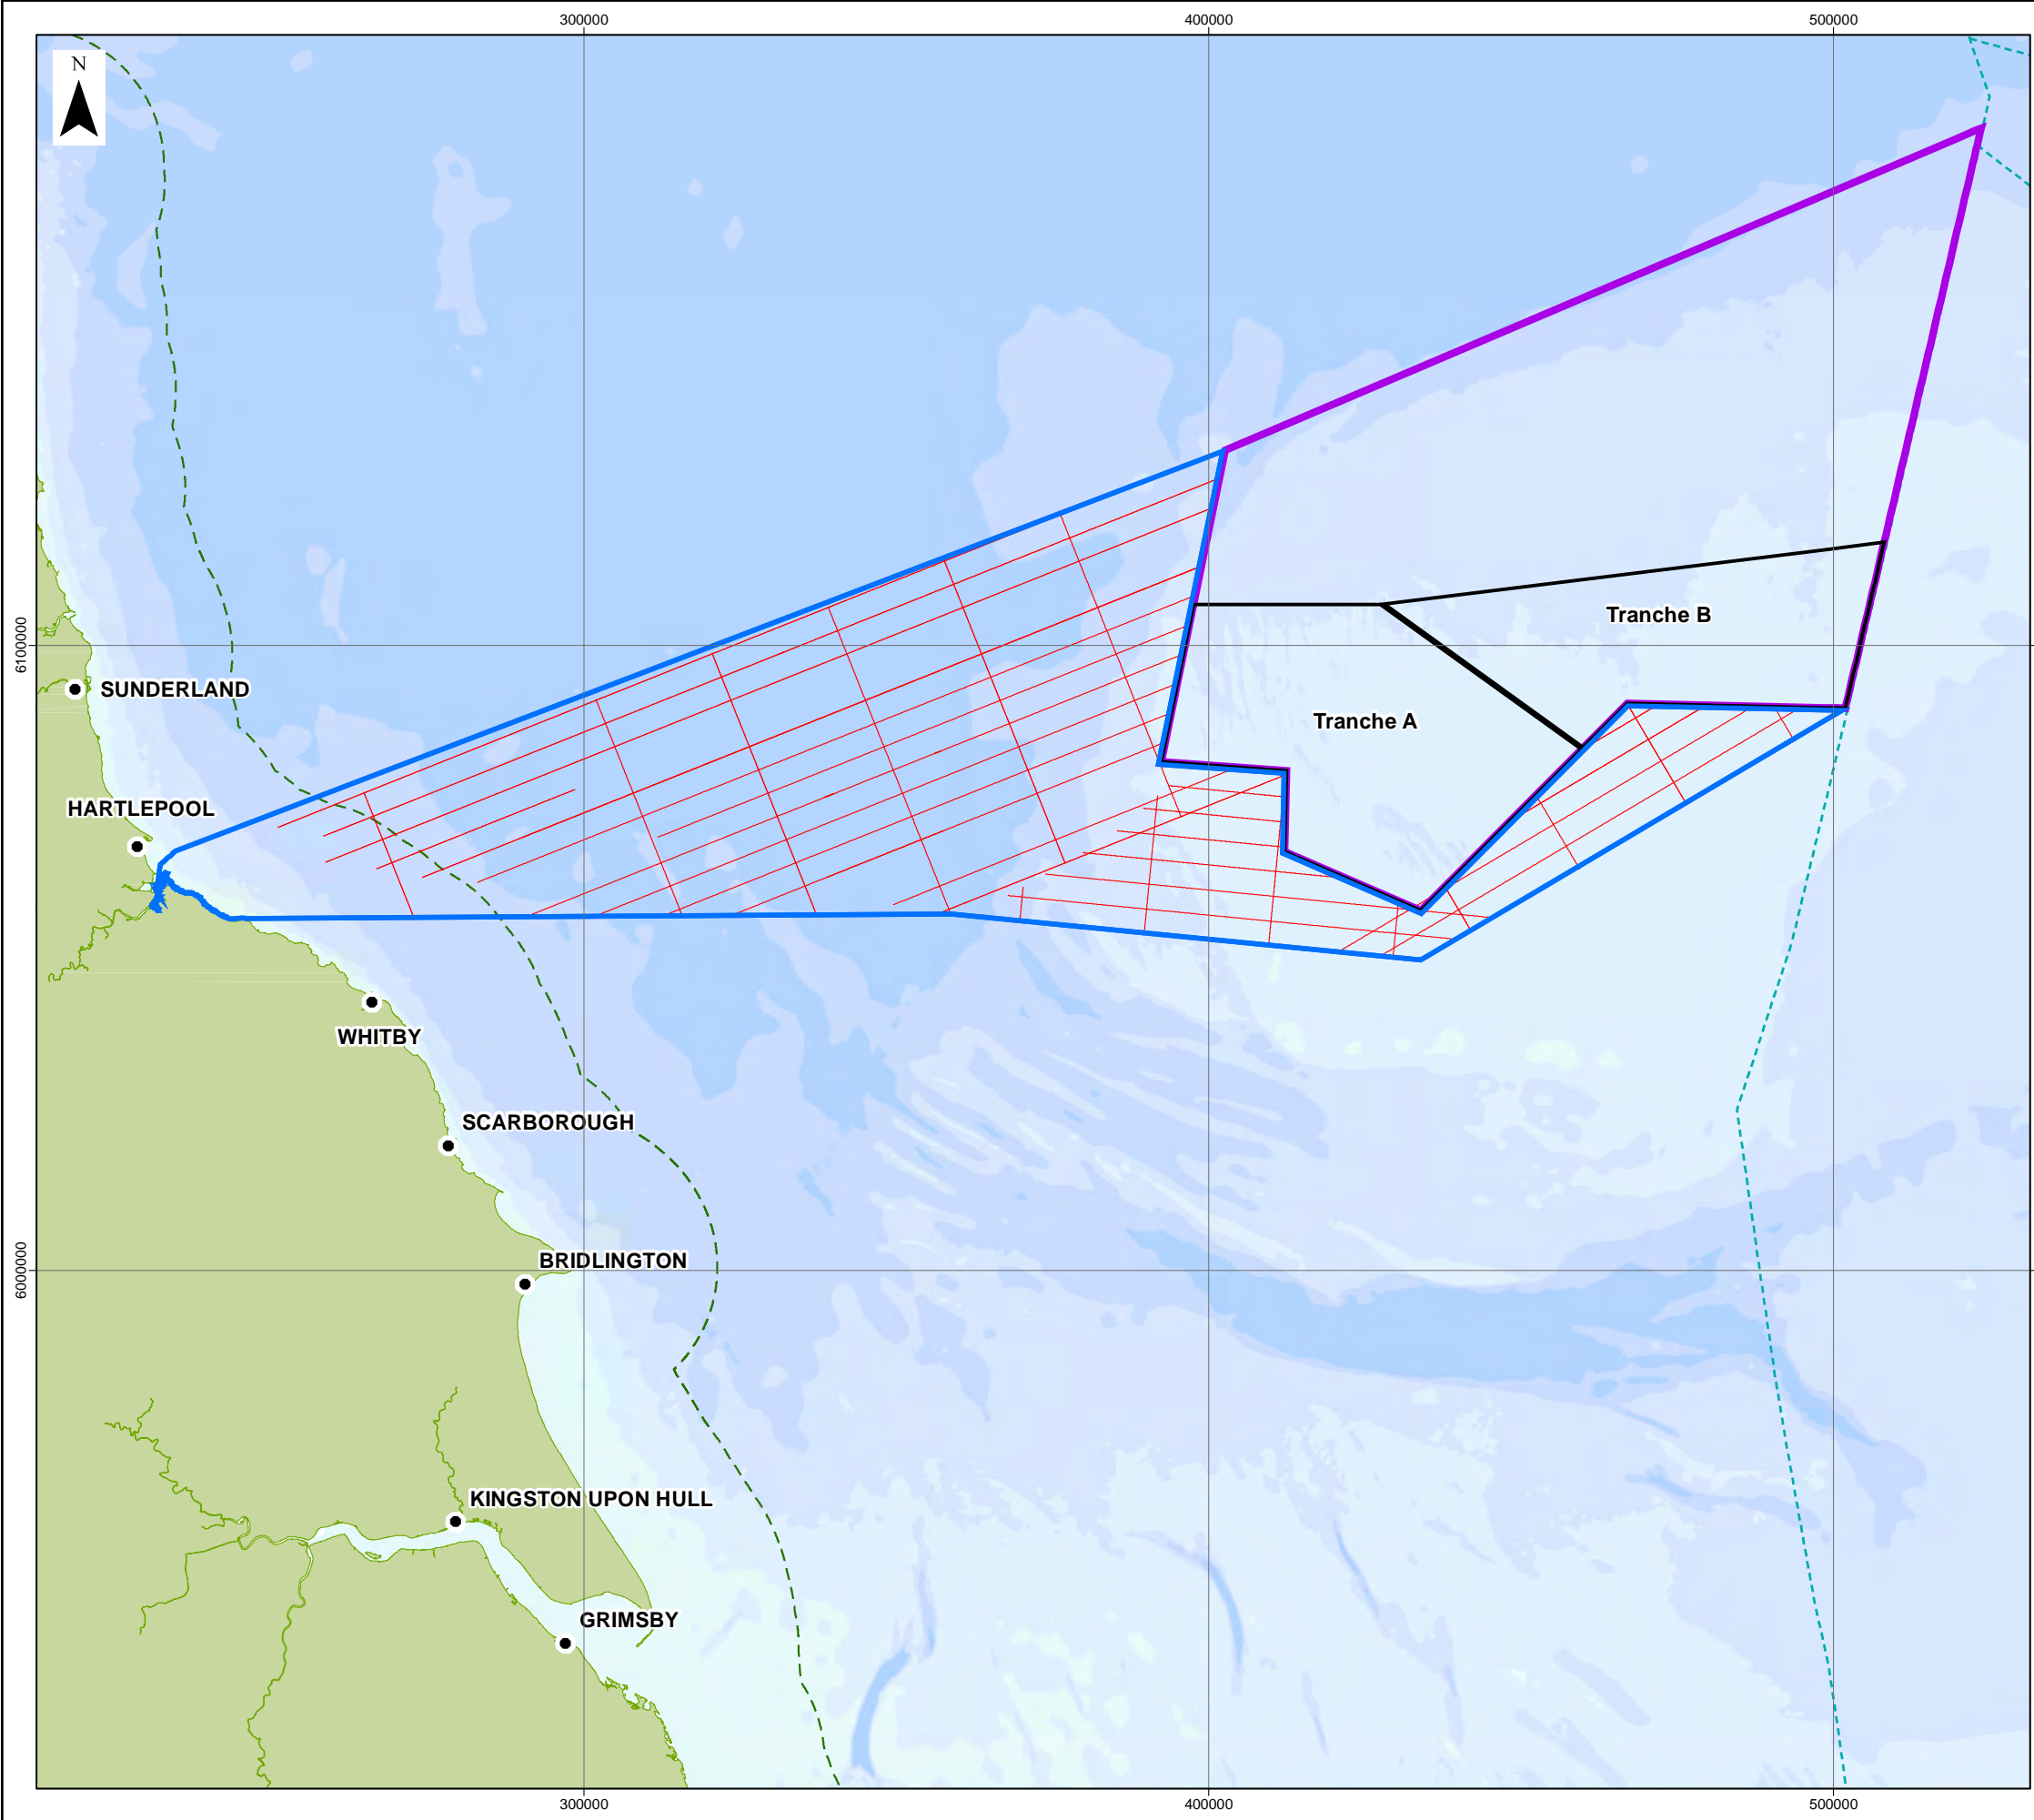 300000
400000
500000
N
6100000
Tranche B
SUNDERLAND
Tranche A
HARTLEPOOL
WHITBY
SCARBOROUGH
BRIDLINGTON
6000000
KINGSTON UPON HULL
GRIMSBY
300000
400000
500000